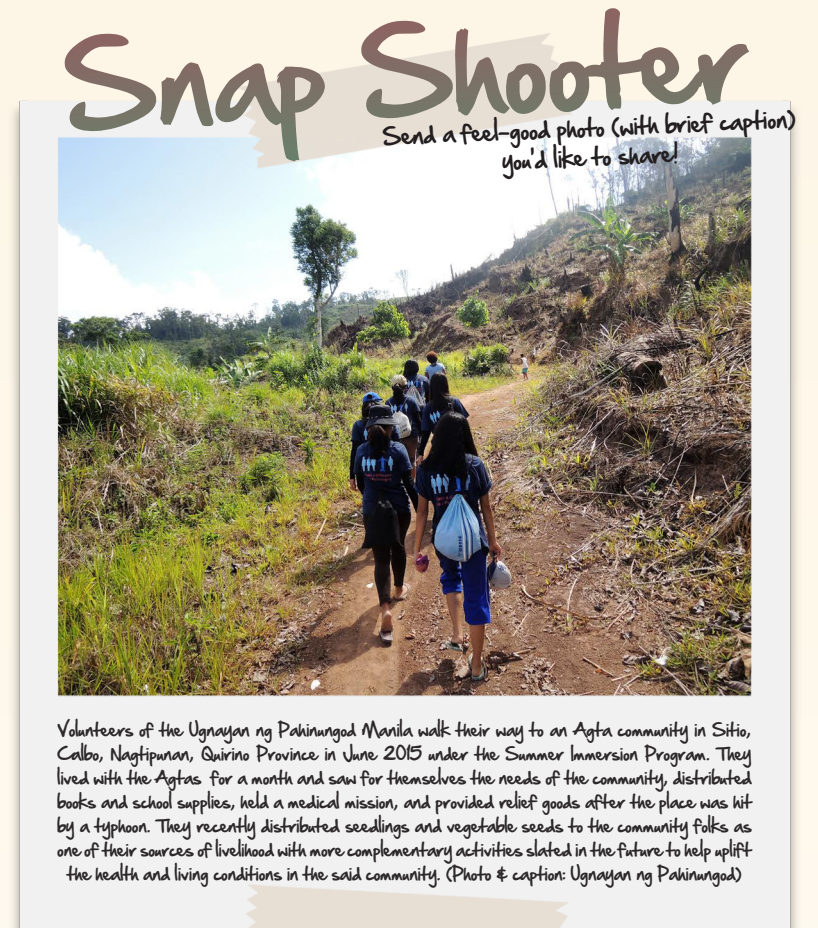 Snap Shooter
Send a feel-good photo (with brief caption)
you'd like to share!
Volunteers of the Ugnayan ng Pahinungod Manila walk their way to an Agta community in Sitio,
Calbo, Nagtipunan, Quirino Province in June 2015 under the Summer Immersion Program. They
lived with the Agtas for a month and saw for themselves the needs of the community, distributed
books and school supplies, held a medical mission, and provided relief goods after the place was hit
by a typhoon. They recently distributed seedlings and vegetable seeds to the community folks as
one of their sources of livelihood with more complementary activities slated in the future to help uplift
the health and living conditions in the said community. (Photo & caption: Ugnayan ng Pahinungod)